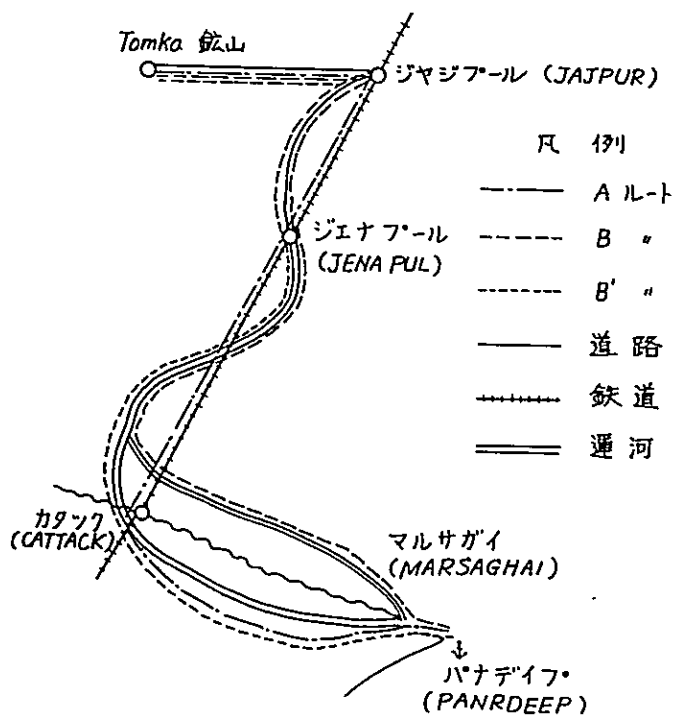 Tomka 鉱山
ジヤジプール (JAJPUR)
凡 例
A ルート
ジエナプール
(JENA PUL)
B 〃
B' 〃
道 路
鉄 道
運 河
カタック
(CATTACK)
マルサガイ
(MARSAGHAI)
パナデイプ
(PANRDEEP)